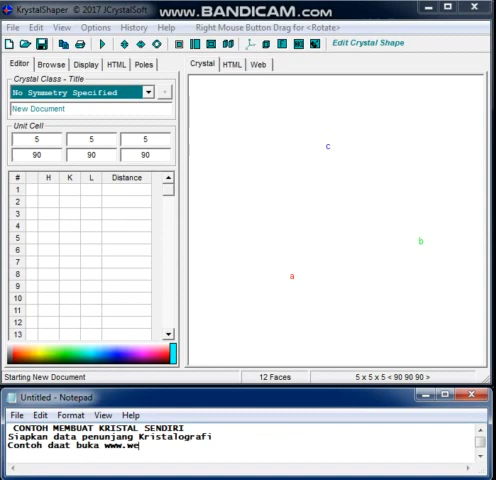 KrystalShaper © 2017 JCrystalSoft
www.BANDICAM.com
File Edit View Options History Help Right Mouse Button Drag for <Rotate>
Edit Crystal Shape
Editor Browse Display HTML Poles
Crystal HTML Web
Crystal Class - Title
No Symmetry Specified
New Document
Unit Cell
5 5 5
90 90 90
# H K L Distance
1
2
3
4
5
6
7
8
9
10
11
12
13
c
b
a
Starting New Document 12 Faces 5 x 5 x 5 < 90 90 90 >
Untitled - Notepad
File Edit Format View Help
CONTOH MEMBUAT KRISTAL SENDIRI
Siapkan data penunjang Kristalografi
Contoh daat buka www.we